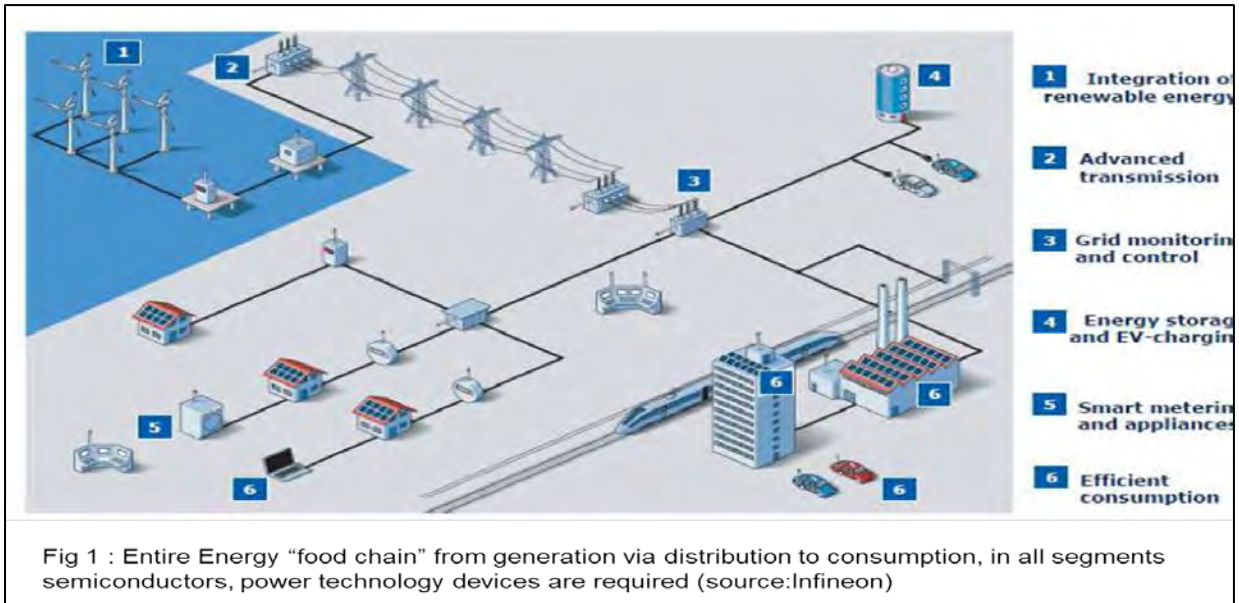 1
2
3
4
5
6
6
6
6
1 Integration of
renewable energy
2 Advanced
transmission
3 Grid monitorin
and control
4 Energy storag
and EV-chargin
5 Smart meterin
and appliances
6 Efficient
consumption
Fig 1 : Entire Energy “food chain” from generation via distribution to consumption, in all segments
semiconductors, power technology devices are required (source:Infineon)